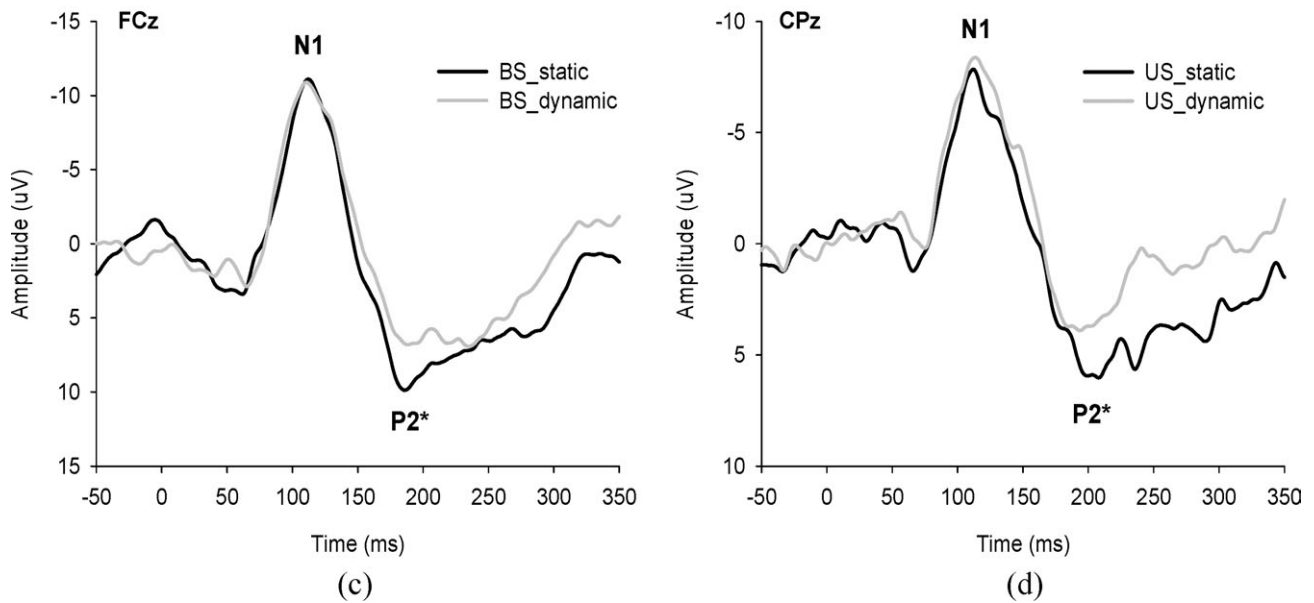 FCz
N1
BS_static
BS_dynamic
P2*
Amplitude (uV)
-15
-10
-5
0
5
10
15
-50 0 50 100 150 200 250 300 350
Time (ms)
(c)
CPz
N1
US_static
US_dynamic
P2*
Amplitude (uV)
-10
-5
0
5
10
-50 0 50 100 150 200 250 300 350
Time (ms)
(d)